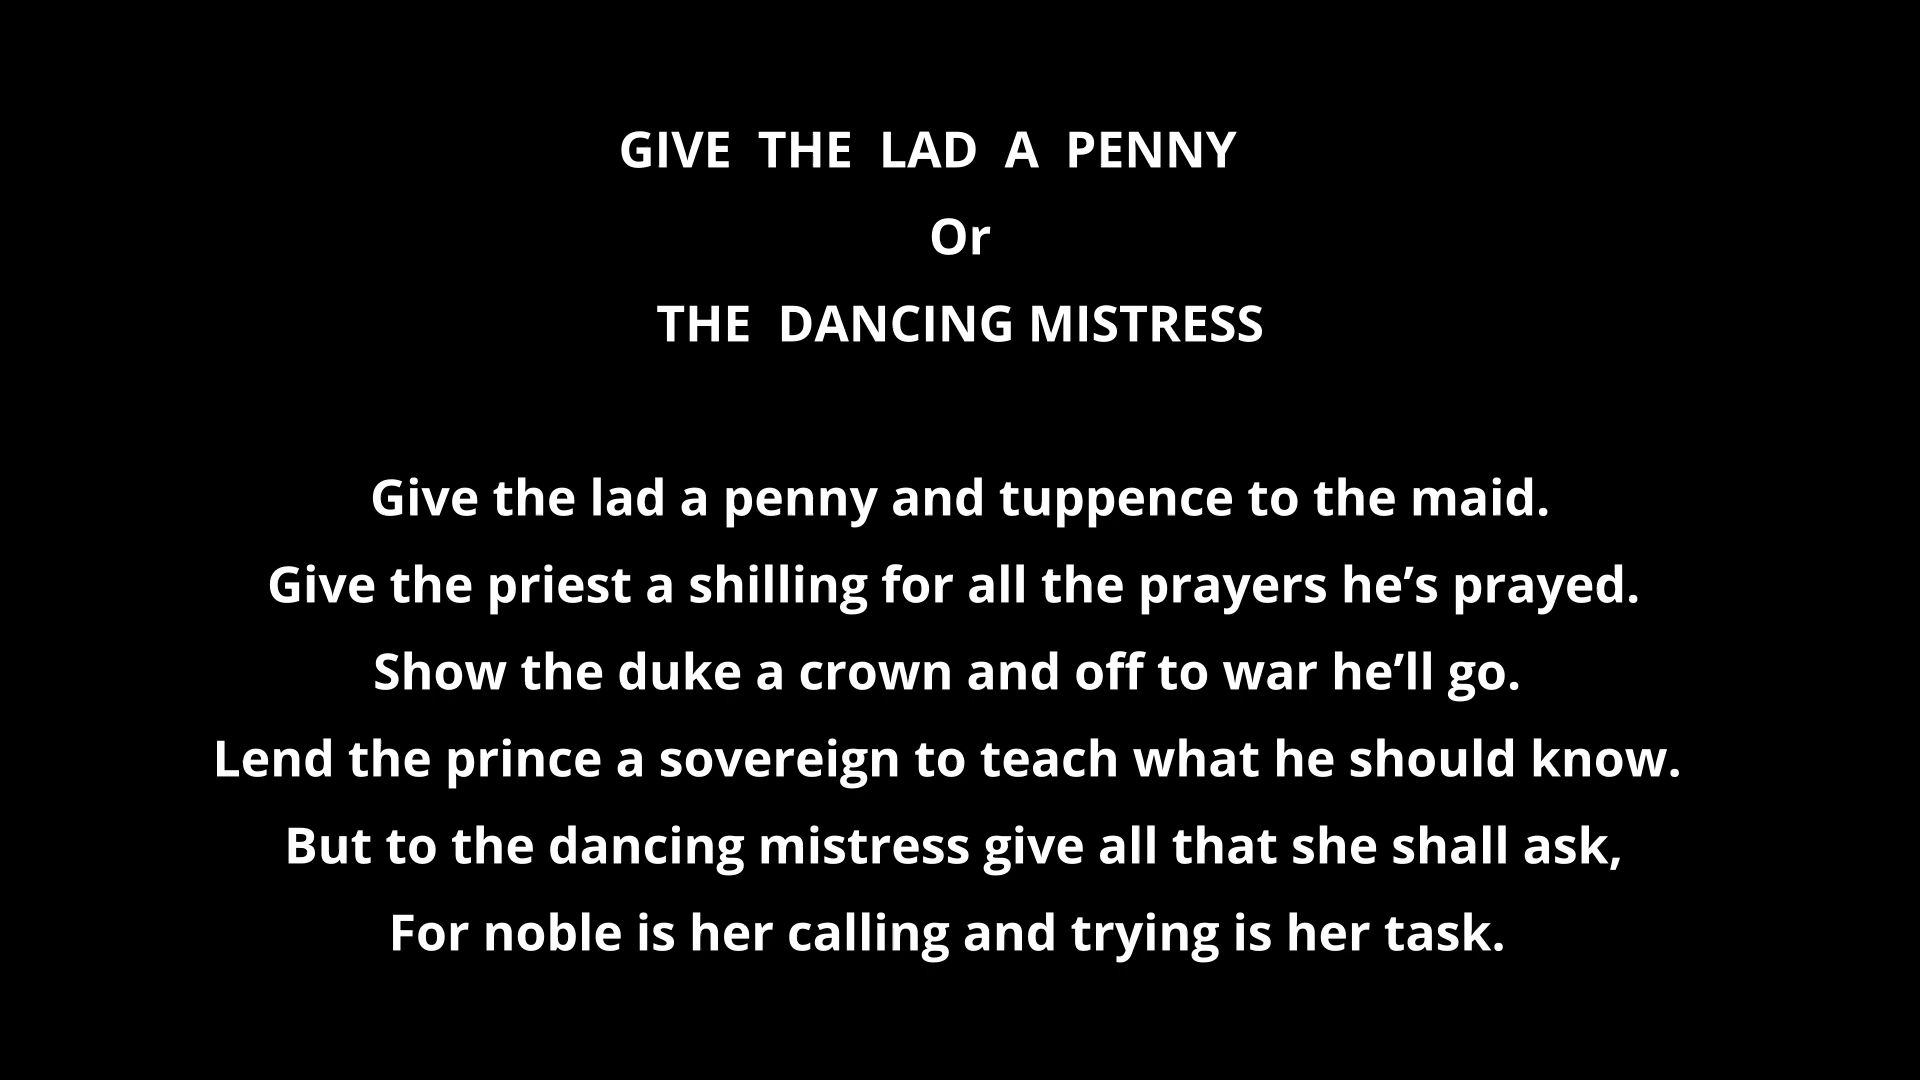 GIVE THE LAD A PENNY
Or
THE DANCING MISTRESS
Give the lad a penny and tuppence to the maid.
Give the priest a shilling for all the prayers he’s prayed.
Show the duke a crown and off to war he’ll go.
Lend the prince a sovereign to teach what he should know.
But to the dancing mistress give all that she shall ask,
For noble is her calling and trying is her task.